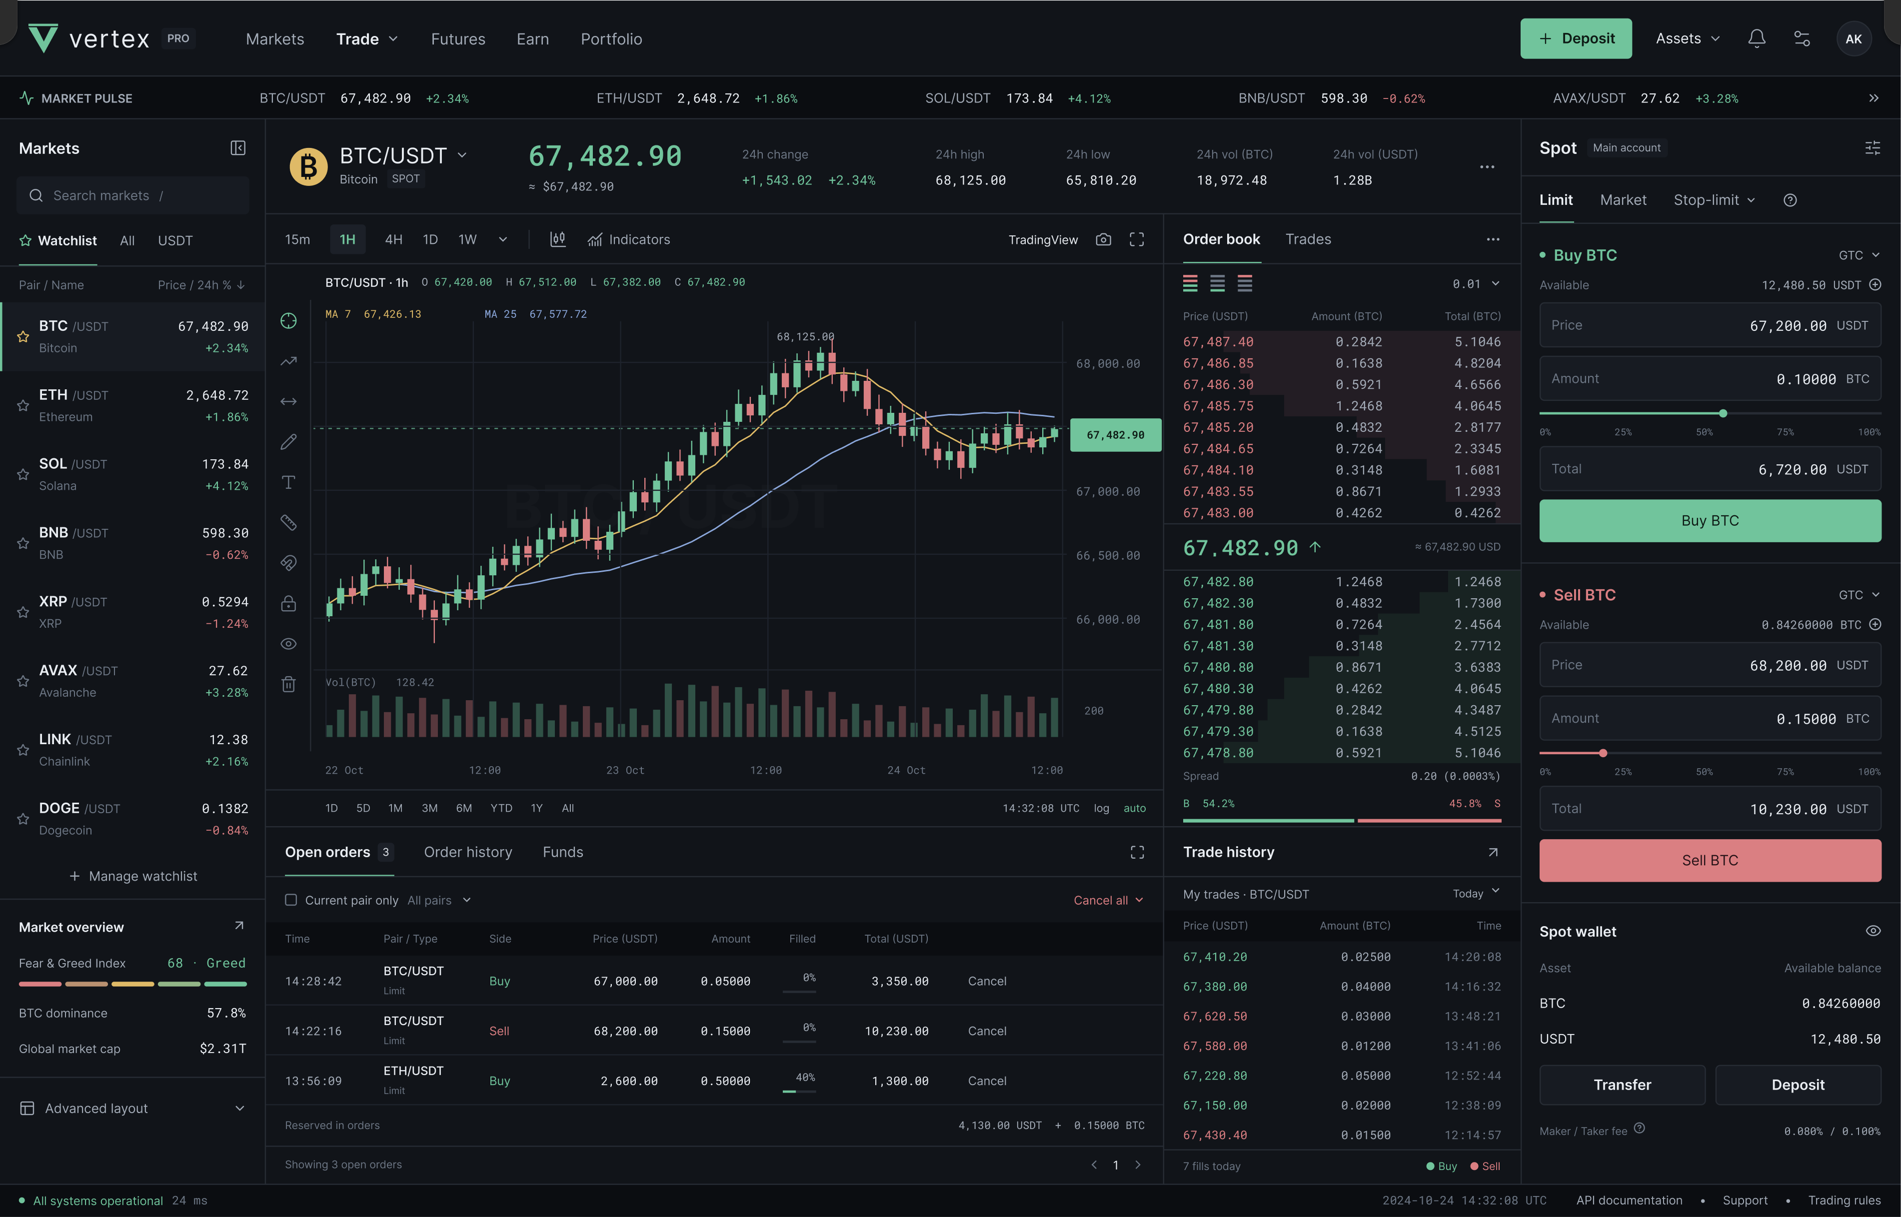 vertex PRO Markets Trade Futures Earn Portfolio + Deposit Assets AK
MARKET PULSE BTC/USDT 67,482.90 +2.34% ETH/USDT 2,648.72 +1.86% SOL/USDT 173.84 +4.12% BNB/USDT 598.30 −0.62% AVAX/USDT 27.62 +3.28%
Markets
Search markets /
Watchlist All USDT
Pair / Name Price / 24h % ↓
BTC /USDT 67,482.90
Bitcoin +2.34%
ETH /USDT 2,648.72
Ethereum +1.86%
SOL /USDT 173.84
Solana +4.12%
BNB /USDT 598.30
BNB −0.62%
XRP /USDT 0.5294
XRP −1.24%
AVAX /USDT 27.62
Avalanche +3.28%
LINK /USDT 12.38
Chainlink +2.16%
DOGE /USDT 0.1382
Dogecoin −0.84%
+ Manage watchlist
Market overview
Fear & Greed Index 68 · Greed
BTC dominance 57.8%
Global market cap $2.31T
Advanced layout
BTC/USDT
Bitcoin SPOT
67,482.90
≈ $67,482.90
24h change
+1,543.02 +2.34%
24h high
68,125.00
24h low
65,810.20
24h vol (BTC)
18,972.48
24h vol (USDT)
1.28B
15m 1H 4H 1D 1W Indicators TradingView
BTC/USDT · 1h O 67,420.00 H 67,512.00 L 67,382.00 C 67,482.90
MA 7 67,426.13 MA 25 67,577.72
68,125.00
68,000.00
67,482.90
67,000.00
BTC/USDT
66,500.00
66,000.00
Vol(BTC) 128.42
200
22 Oct 12:00 23 Oct 12:00 24 Oct 12:00
1D 5D 1M 3M 6M YTD 1Y All 14:32:08 UTC log auto
Order book Trades
0.01
Price (USDT) Amount (BTC) Total (BTC)
67,487.40 0.2842 5.1046
67,486.85 0.1638 4.8204
67,486.30 0.5921 4.6566
67,485.75 1.2468 4.0645
67,485.20 0.4832 2.8177
67,484.65 0.7264 2.3345
67,484.10 0.3148 1.6081
67,483.55 0.8671 1.2933
67,483.00 0.4262 0.4262
67,482.90 ↑ ≈ 67,482.90 USD
67,482.80 1.2468 1.2468
67,482.30 0.4832 1.7300
67,481.80 0.7264 2.4564
67,481.30 0.3148 2.7712
67,480.80 0.8671 3.6383
67,480.30 0.4262 4.0645
67,479.80 0.2842 4.3487
67,479.30 0.1638 4.5125
67,478.80 0.5921 5.1046
Spread 0.20 (0.0003%)
B 54.2% 45.8% S
Open orders 3 Order history Funds
Current pair only All pairs Cancel all
Time Pair / Type Side Price (USDT) Amount Filled Total (USDT)
14:28:42 BTC/USDT Limit Buy 67,000.00 0.05000 0% 3,350.00 Cancel
14:22:16 BTC/USDT Limit Sell 68,200.00 0.15000 0% 10,230.00 Cancel
13:56:09 ETH/USDT Limit Buy 2,600.00 0.50000 40% 1,300.00 Cancel
Reserved in orders 4,130.00 USDT + 0.15000 BTC
Showing 3 open orders 1
Trade history
My trades · BTC/USDT Today
Price (USDT) Amount (BTC) Time
67,410.20 0.02500 14:20:08
67,380.00 0.04000 14:16:32
67,620.50 0.03000 13:48:21
67,580.00 0.01200 13:41:06
67,220.80 0.05000 12:52:44
67,150.00 0.02000 12:38:09
67,430.40 0.01500 12:14:57
7 fills today Buy Sell
Spot Main account
Limit Market Stop-limit
Buy BTC GTC
Available 12,480.50 USDT
Price 67,200.00 USDT
Amount 0.10000 BTC
0% 25% 50% 75% 100%
Total 6,720.00 USDT
Buy BTC
Sell BTC GTC
Available 0.84260000 BTC
Price 68,200.00 USDT
Amount 0.15000 BTC
0% 25% 50% 75% 100%
Total 10,230.00 USDT
Sell BTC
Spot wallet
Asset Available balance
BTC 0.84260000
USDT 12,480.50
Transfer Deposit
Maker / Taker fee 0.080% / 0.100%
All systems operational 24 ms 2024-10-24 14:32:08 UTC API documentation • Support • Trading rules